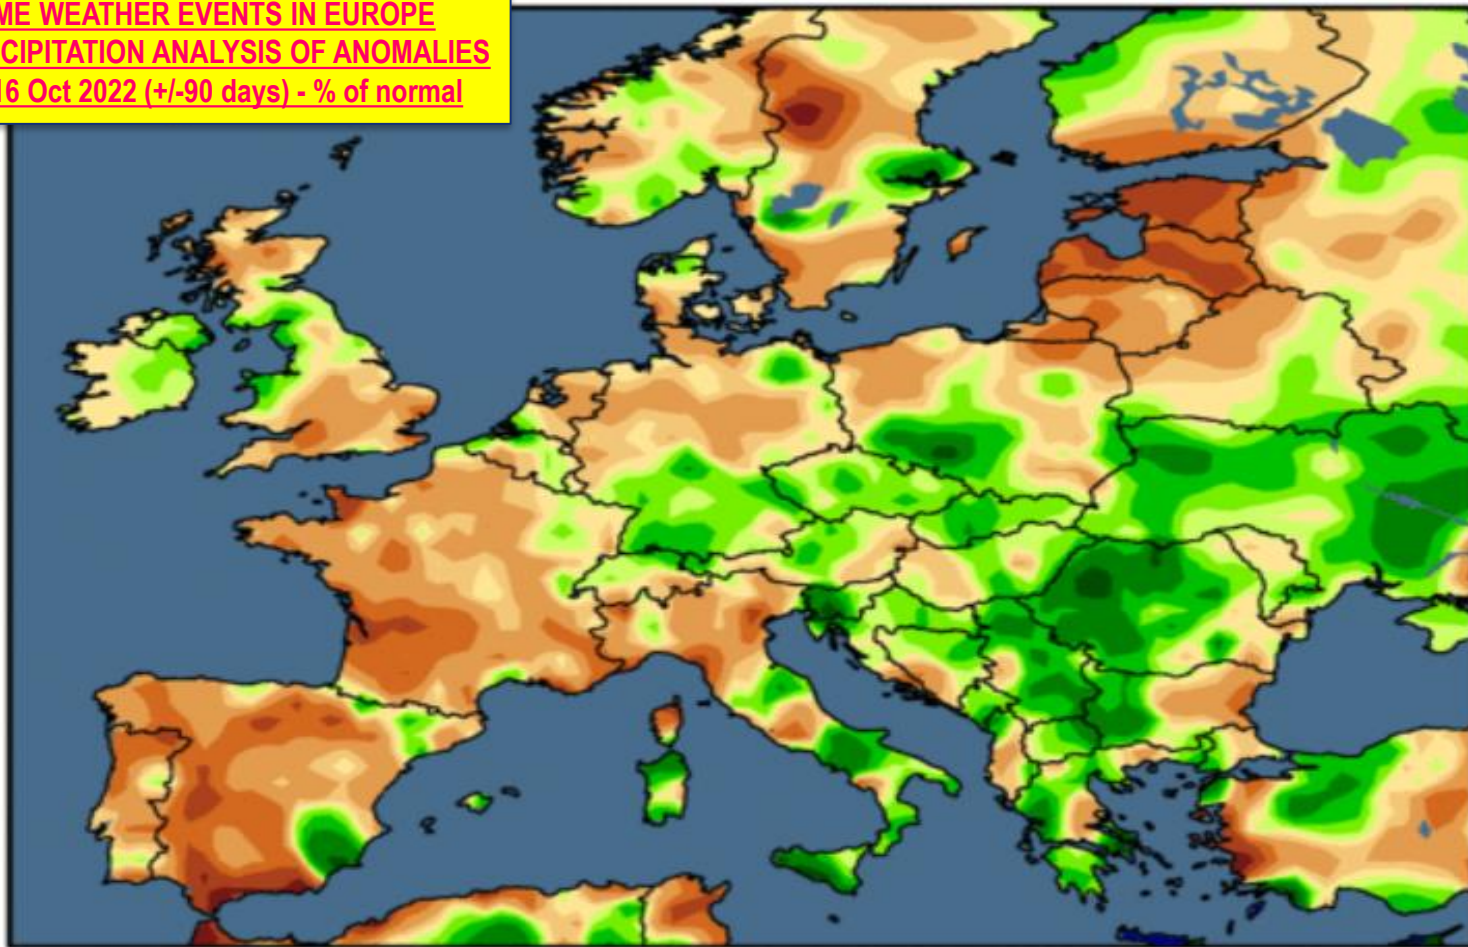 ME WEATHER EVENTS IN EUROPE
CIPITATION ANALYSIS OF ANOMALIES
16 Oct 2022 (+/-90 days) - % of normal